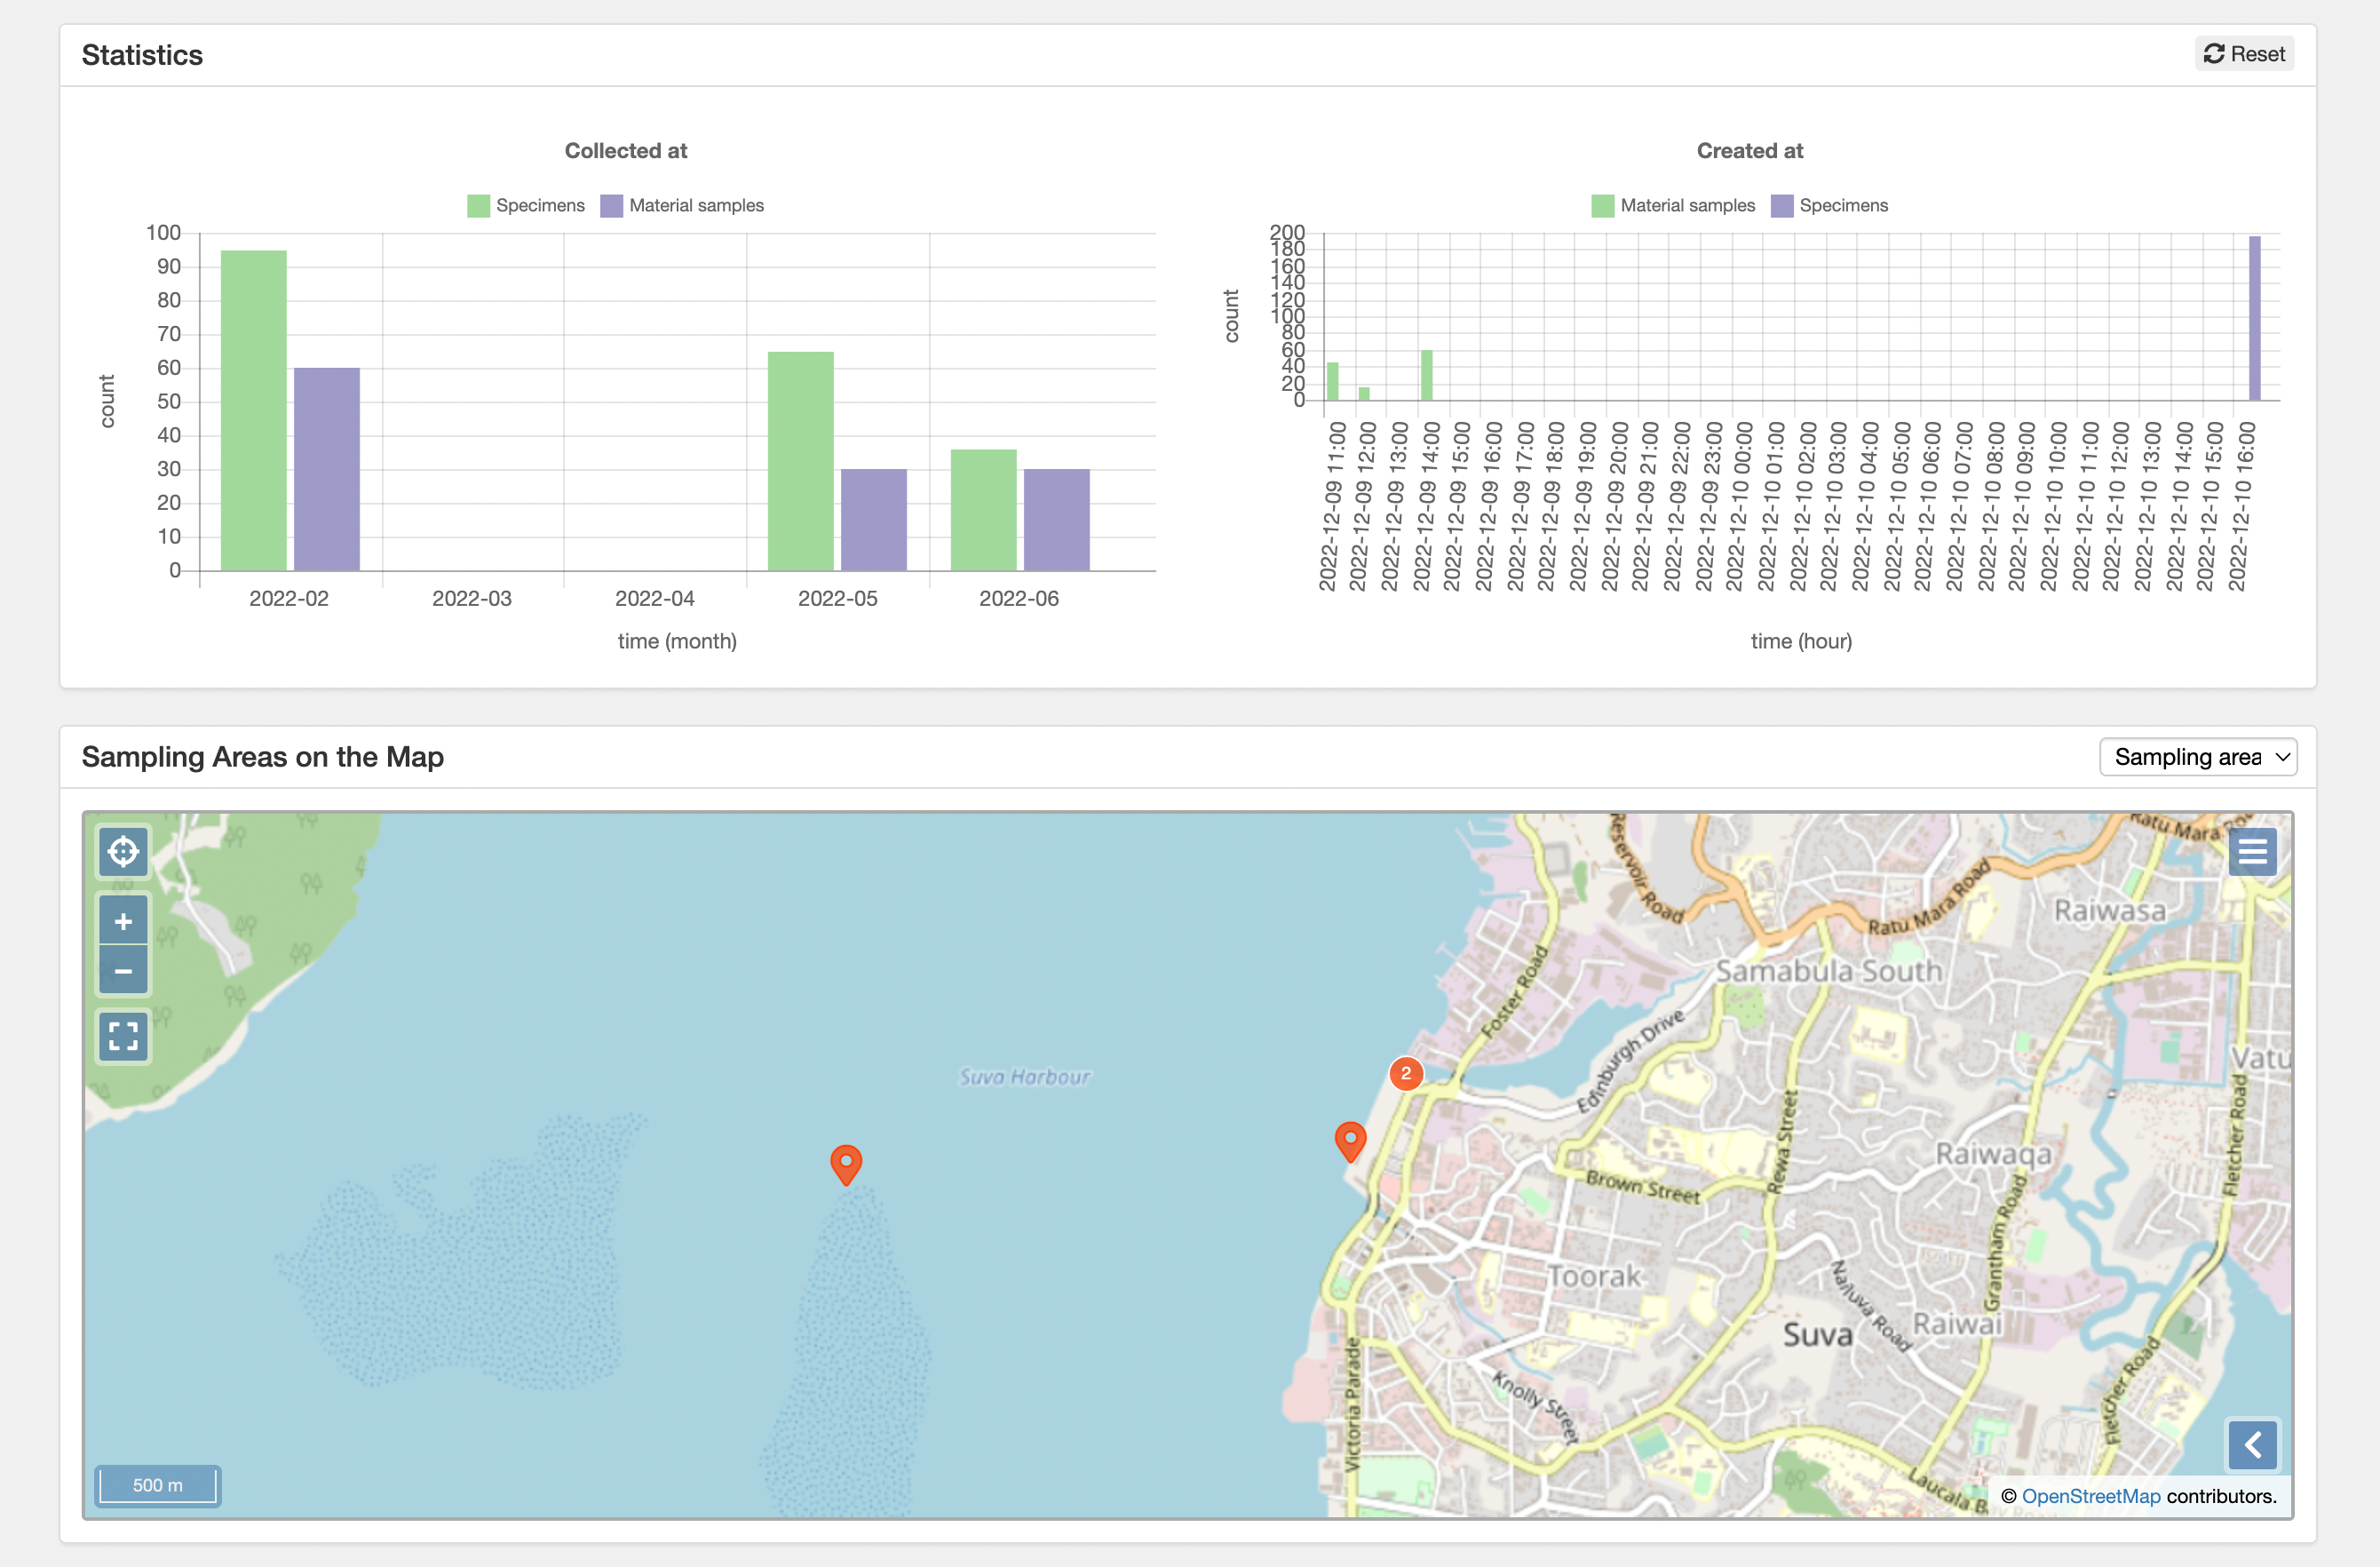 Statistics
Reset
Collected at
Specimens
Material samples
100
90
80
70
60
50
40
30
20
10
0
count
2022-02
2022-03
2022-04
2022-05
2022-06
time (month)
Created at
Material samples
Specimens
200
180
160
140
120
100
80
60
40
20
0
count
2022-12-09 11:00
2022-12-09 12:00
2022-12-09 13:00
2022-12-09 14:00
2022-12-09 15:00
2022-12-09 16:00
2022-12-09 17:00
2022-12-09 18:00
2022-12-09 19:00
2022-12-09 20:00
2022-12-09 21:00
2022-12-09 22:00
2022-12-09 23:00
2022-12-10 00:00
2022-12-10 01:00
2022-12-10 02:00
2022-12-10 03:00
2022-12-10 04:00
2022-12-10 05:00
2022-12-10 06:00
2022-12-10 07:00
2022-12-10 08:00
2022-12-10 09:00
2022-12-10 10:00
2022-12-10 11:00
2022-12-10 12:00
2022-12-10 13:00
2022-12-10 14:00
2022-12-10 15:00
2022-12-10 16:00
time (hour)
Sampling Areas on the Map
Sampling area
+
−
Reservoir Road
Ratu Mara
Ratu Mara Road
Raiwasa
Samabula South
Foster Road
Edinburgh Drive
Suva Harbour
2
Vatu
Rewa Street
Raiwaqa
Fletcher Road
Brown Street
Grantham Road
Toorak
Nailuva Road
Suva
Raiwai
Victoria Parade
Knolly Street
Fletcher Road
Laucala B
500 m
© OpenStreetMap contributors.